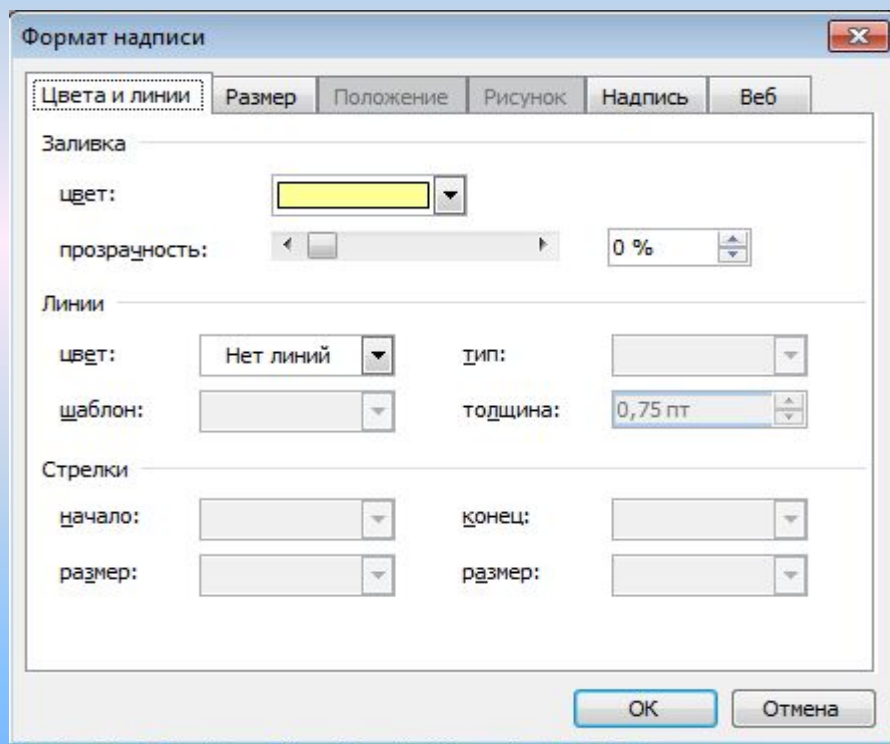 Формат надписи
Цвета и линии Размер Положение Рисунок Надпись Веб
Заливка
цвет:
прозрачность: 0 %
Линии
цвет: Нет линий тип:
шаблон: толщина: 0,75 пт
Стрелки
начало: конец:
размер: размер:
ОК Отмена